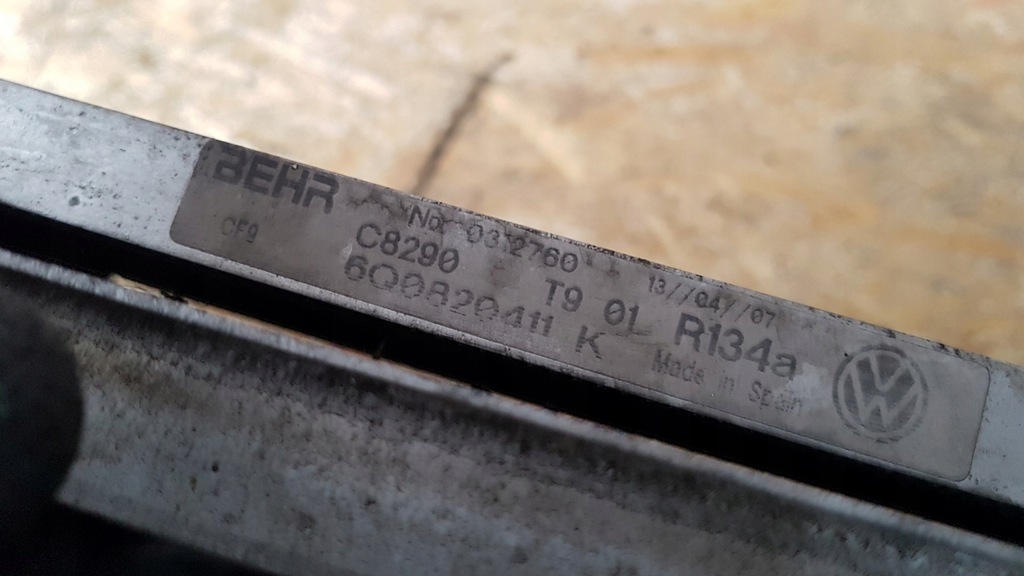 BEHR
No 0312760 13//04//07
CF9 C8290 T9 01 R134a
6Q0820411 K Made in Spain